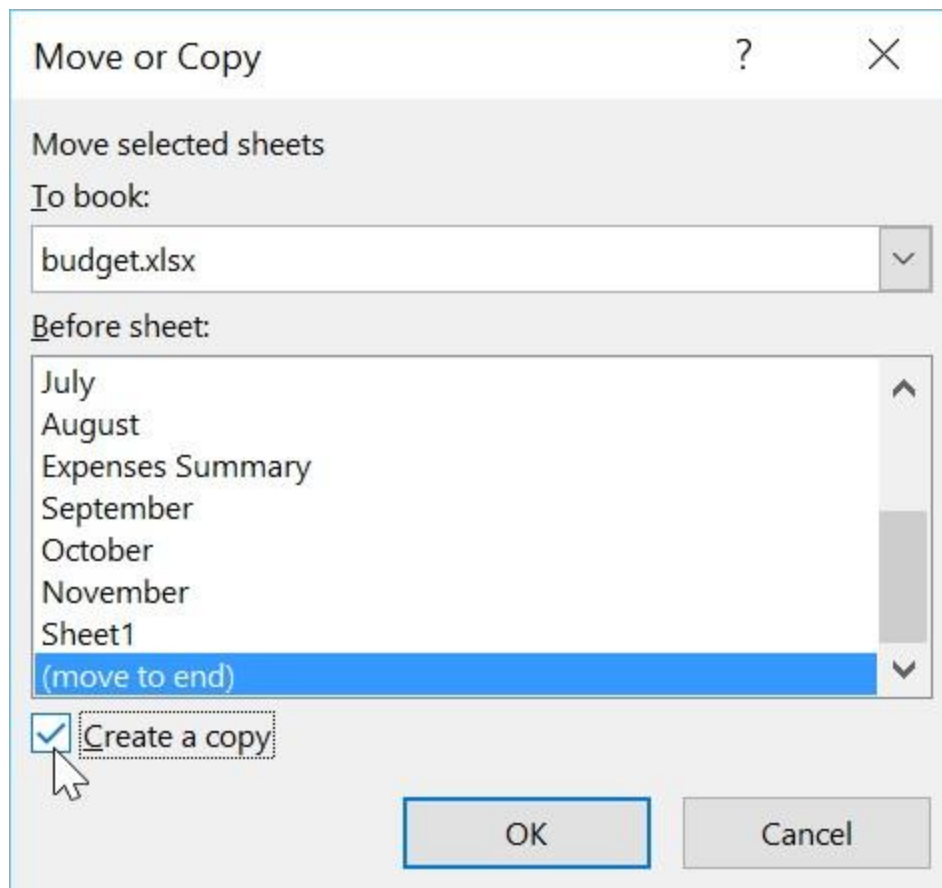 Move or Copy ?
Move selected sheets
To book:
budget.xlsx
Before sheet:
July
August
Expenses Summary
September
October
November
Sheet1
(move to end)
Create a copy
OK Cancel